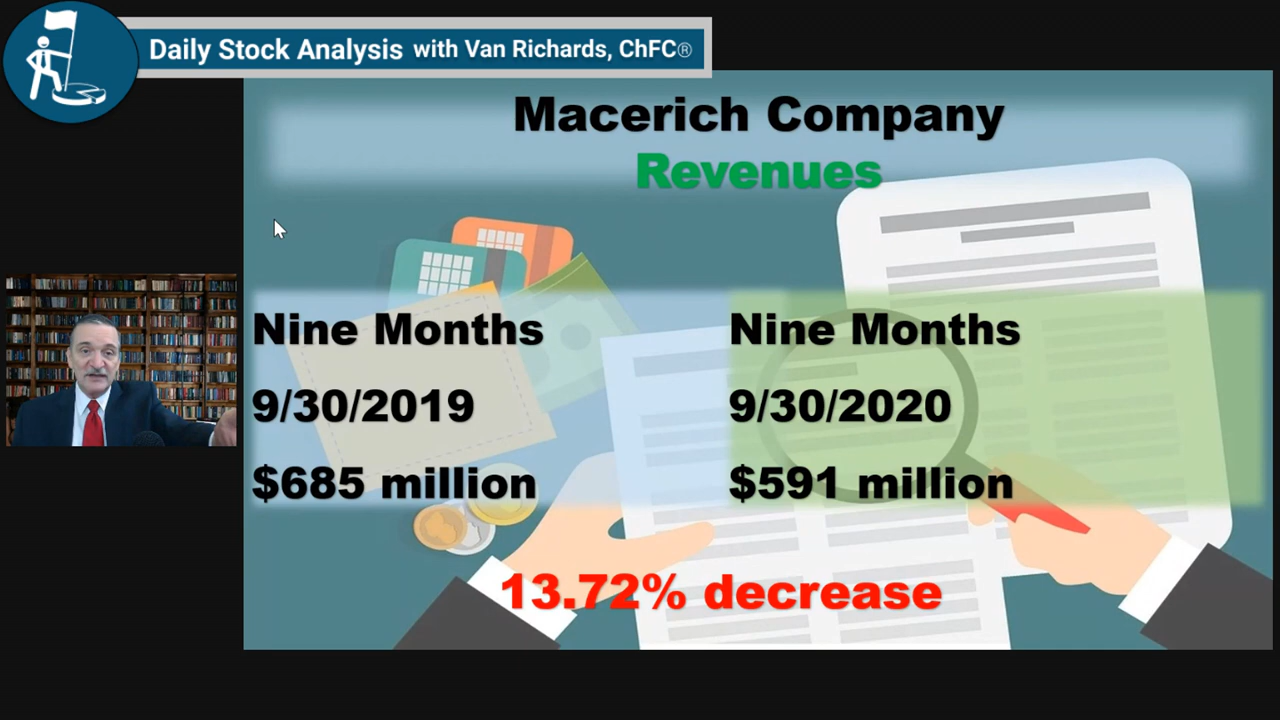 Daily Stock Analysis with Van Richards, ChFC®
Macerich Company
Revenues
Nine Months
9/30/2019
$685 million
Nine Months
9/30/2020
$591 million
13.72% decrease